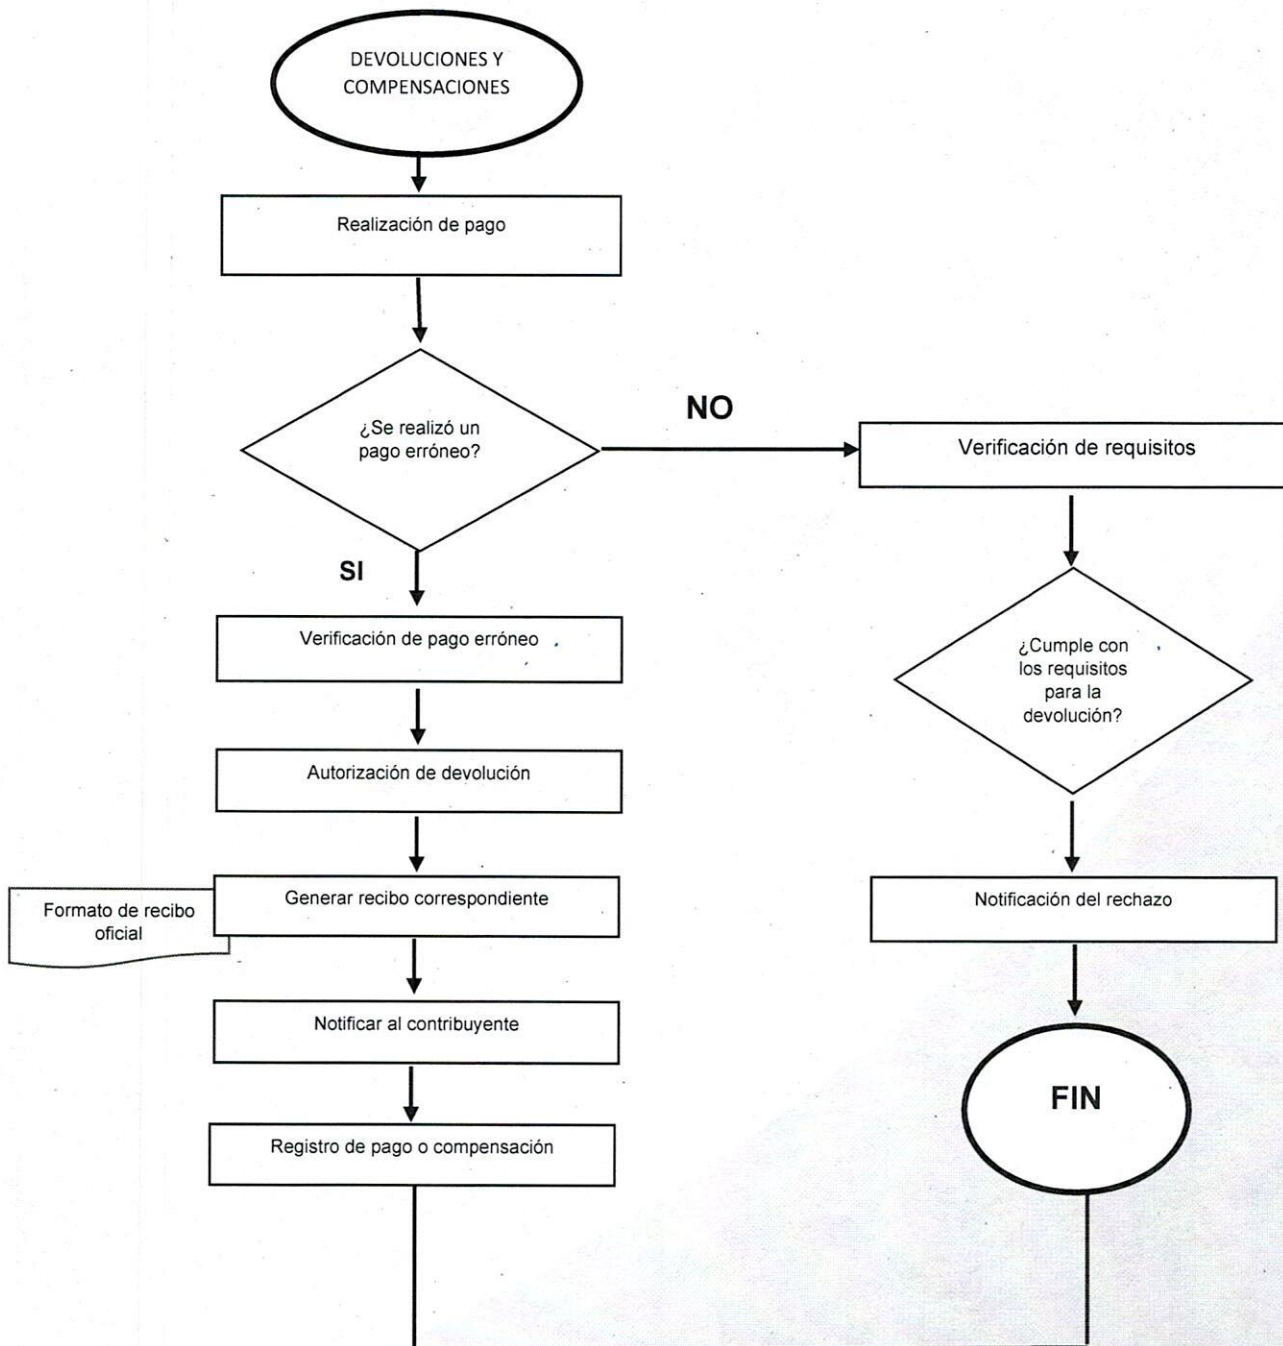 DEVOLUCIONES Y
COMPENSACIONES
Realización de pago
¿Se realizó un
pago erróneo?
NO
Verificación de requisitos
SI
Verificación de pago erróneo
¿Cumple con
los requisitos
para la
devolución?
Autorización de devolución
Generar recibo correspondiente
Formato de recibo
oficial
Notificación del rechazo
Notificar al contribuyente
FIN
Registro de pago o compensación